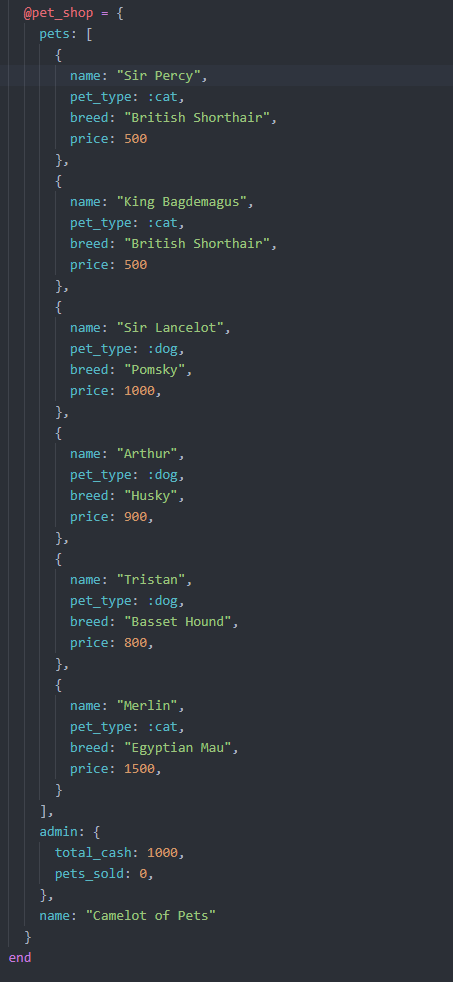 @pet_shop = {
pets: [
{
name: "Sir Percy",
pet_type: :cat,
breed: "British Shorthair",
price: 500
},
{
name: "King Bagdemagus",
pet_type: :cat,
breed: "British Shorthair",
price: 500
},
{
name: "Sir Lancelot",
pet_type: :dog,
breed: "Pomsky",
price: 1000,
},
{
name: "Arthur",
pet_type: :dog,
breed: "Husky",
price: 900,
},
{
name: "Tristan",
pet_type: :dog,
breed: "Basset Hound",
price: 800,
},
{
name: "Merlin",
pet_type: :cat,
breed: "Egyptian Mau",
price: 1500,
}
],
admin: {
total_cash: 1000,
pets_sold: 0,
},
name: "Camelot of Pets"
}
end